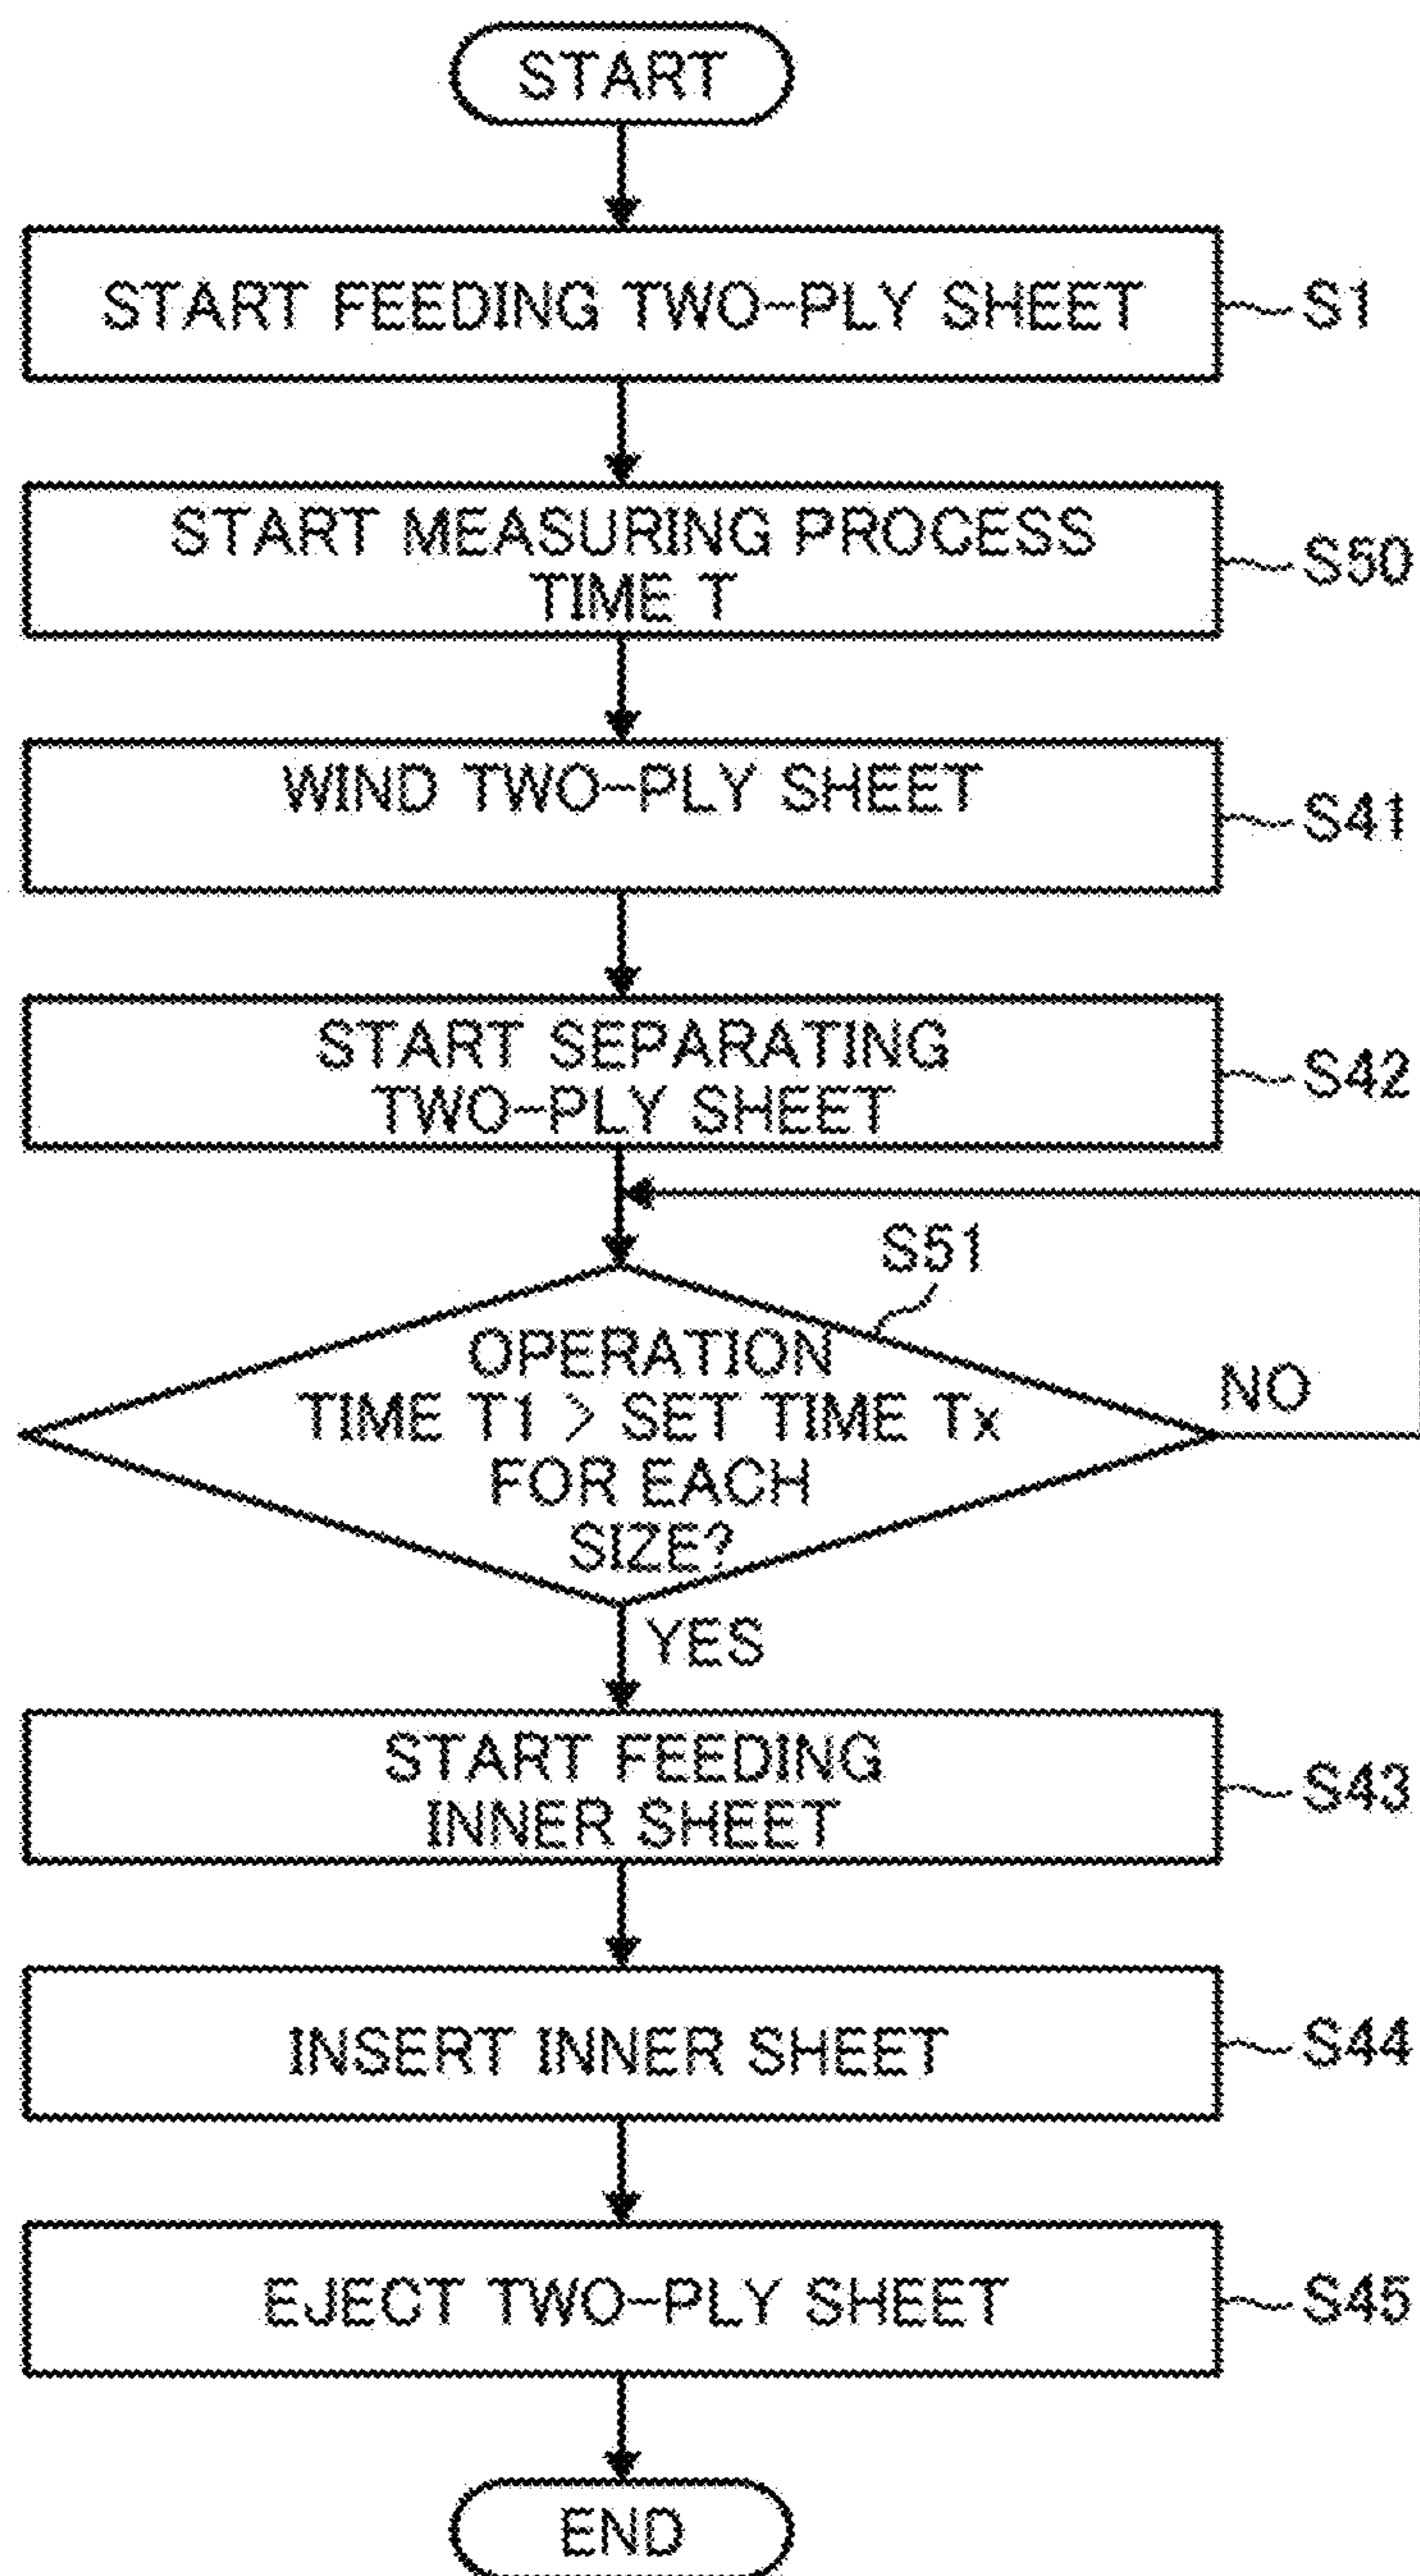 START
START FEEDING TWO-PLY SHEET
S1
START MEASURING PROCESS
TIME T
S50
WIND TWO-PLY SHEET
S41
START SEPARATING
TWO-PLY SHEET
S42
S51
OPERATION
TIME T1 > SET TIME Tx
FOR EACH
SIZE?
NO
YES
START FEEDING
INNER SHEET
S43
INSERT INNER SHEET
S44
EJECT TWO-PLY SHEET
S45
END